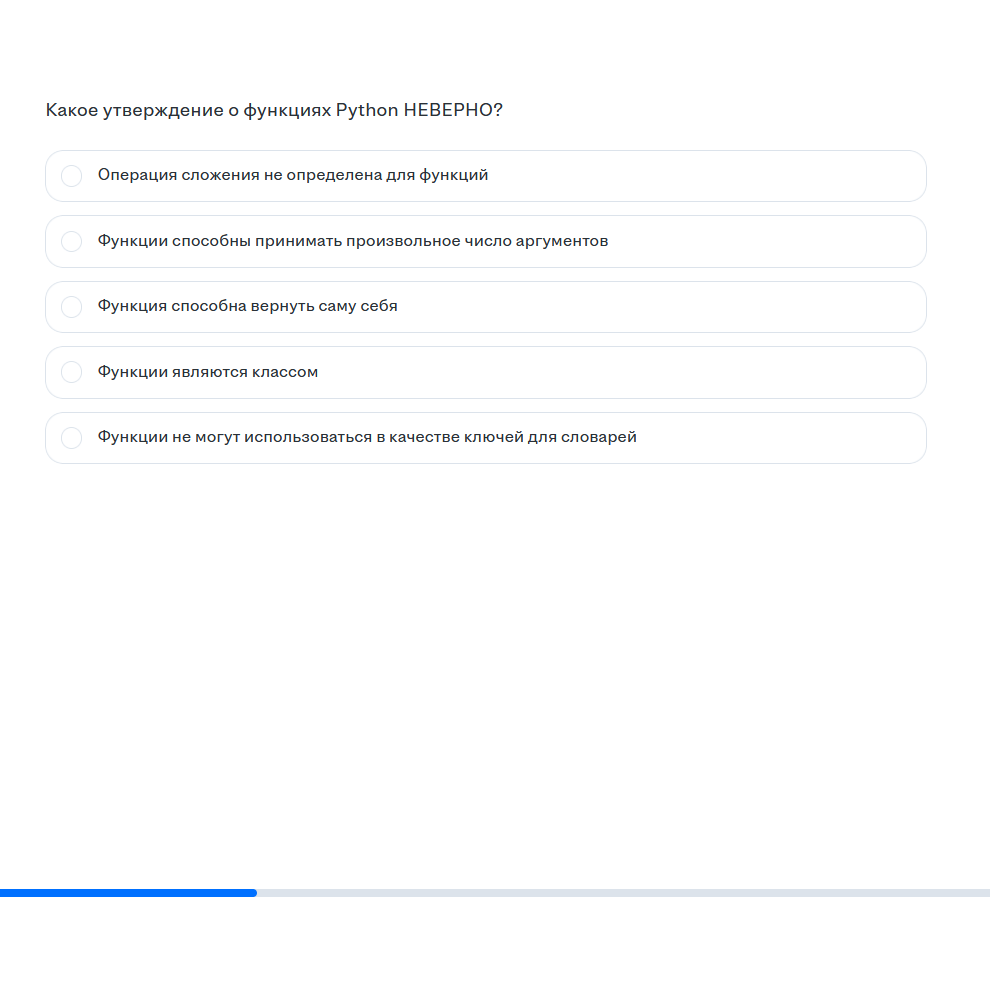 Какое утверждение о функциях Python НЕВЕРНО?
Операция сложения не определена для функций
Функции способны принимать произвольное число аргументов
Функция способна вернуть саму себя
Функции являются классом
Функции не могут использоваться в качестве ключей для словарей